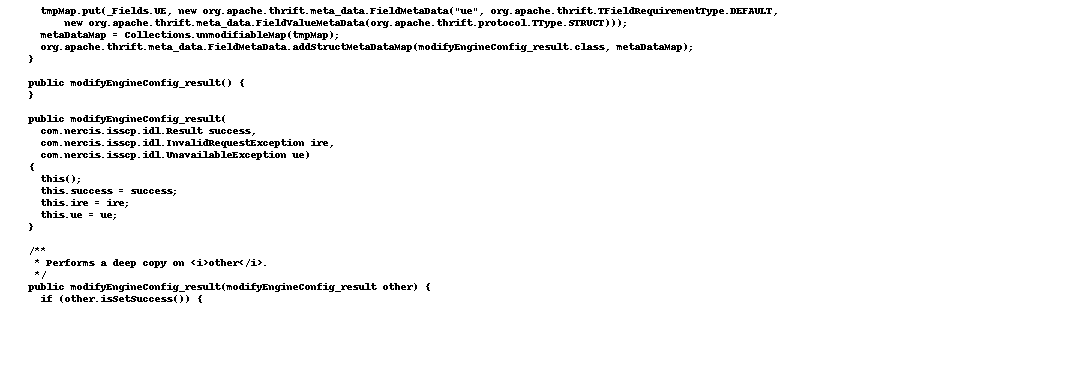 tmpMap.put(_Fields.UE, new org.apache.thrift.meta_data.FieldMetaData("ue", org.apache.thrift.TFieldRequirementType.DEFAULT,
new org.apache.thrift.meta_data.FieldValueMetaData(org.apache.thrift.protocol.TType.STRUCT)));
metaDataMap = Collections.unmodifiableMap(tmpMap);
org.apache.thrift.meta_data.FieldMetaData.addStructMetaDataMap(modifyEngineConfig_result.class, metaDataMap);
}
public modifyEngineConfig_result() {
}
public modifyEngineConfig_result(
com.nercis.isscp.idl.Result success,
com.nercis.isscp.idl.InvalidRequestException ire,
com.nercis.isscp.idl.UnavailableException ue)
{
this();
this.success = success;
this.ire = ire;
this.ue = ue;
}
/**
* Performs a deep copy on <i>other</i>.
*/
public modifyEngineConfig_result(modifyEngineConfig_result other) {
if (other.isSetSuccess()) {